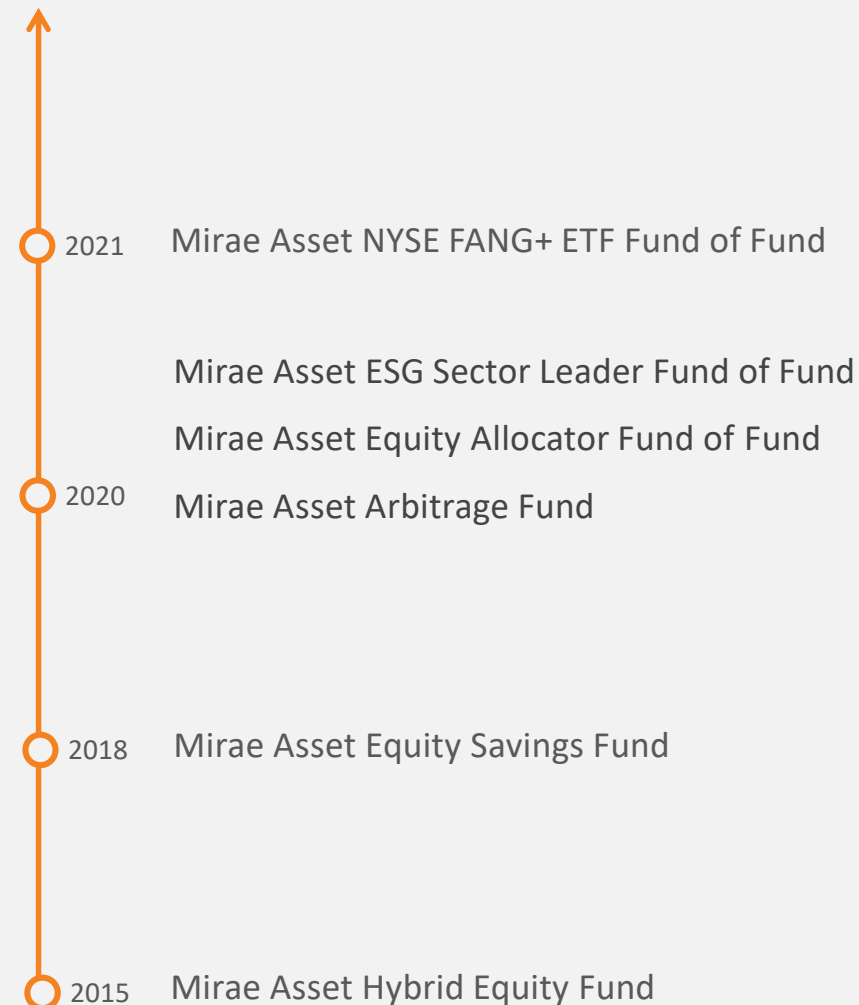 2021 Mirae Asset NYSE FANG+ ETF Fund of Fund
Mirae Asset ESG Sector Leader Fund of Fund
Mirae Asset Equity Allocator Fund of Fund
2020 Mirae Asset Arbitrage Fund
2018 Mirae Asset Equity Savings Fund
2015 Mirae Asset Hybrid Equity Fund